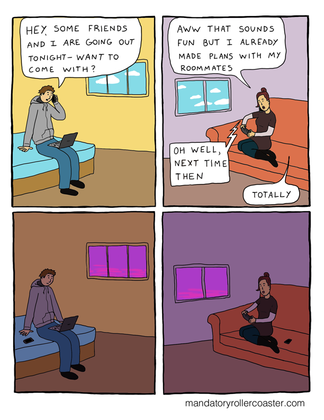 HEY, SOME FRIENDS
AND I ARE GOING OUT
TONIGHT- WANT TO
COME WITH?
AWW THAT SOUNDS
FUN BUT I ALREADY
MADE PLANS WITH MY
ROOMMATES
OH WELL,
NEXT TIME
THEN
TOTALLY
mandatoryrollercoaster.com